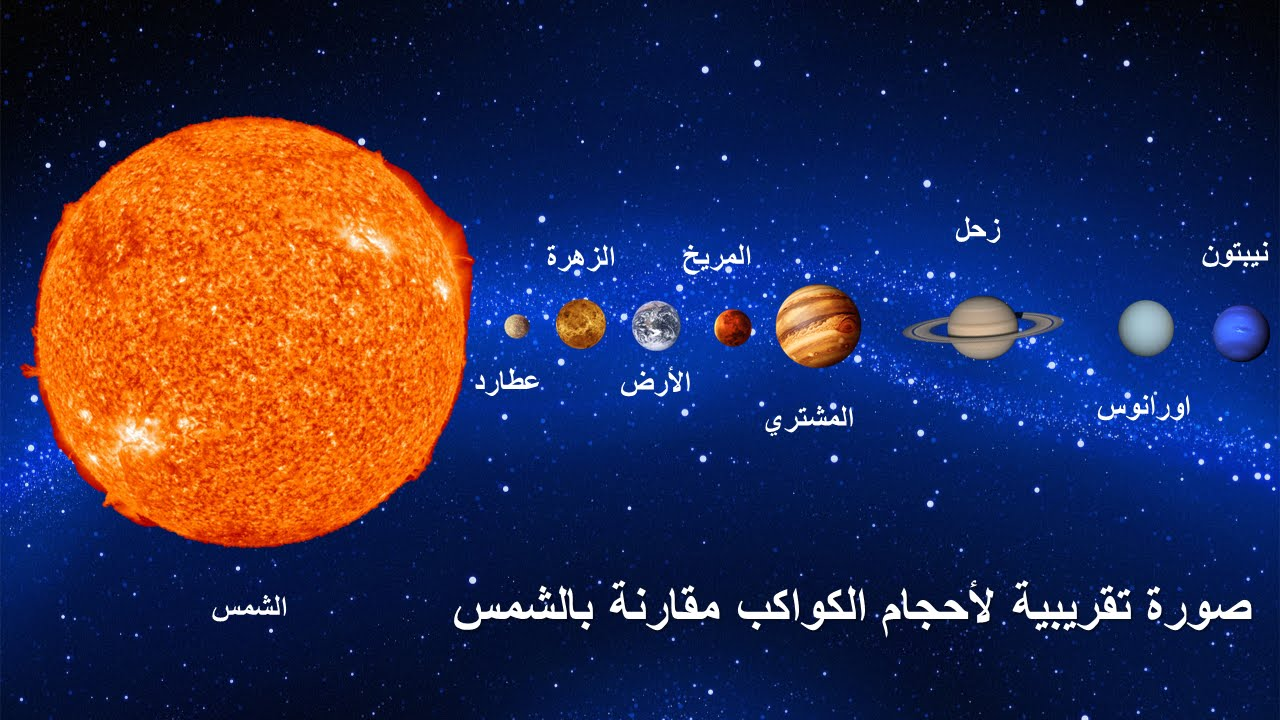 زحل
نيبتون
المريخ
الزهرة
عطارد
الأرض
اورانوس
المشتري
الشمس
صورة تقريبية لأحجام الكواكب مقارنة بالشمس